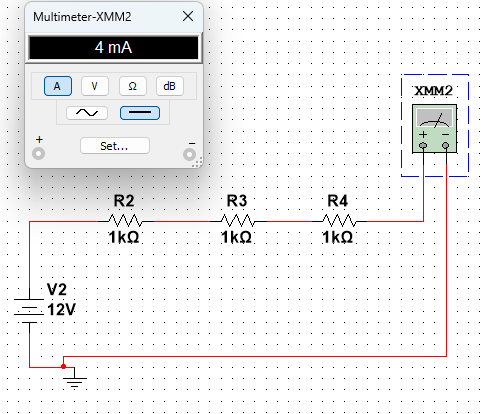 Multimeter-XMM2
4 mA
A V Ω dB
+ Set... −
XMM2
+ −
R2 R3 R4
1kΩ 1kΩ 1kΩ
V2
12V